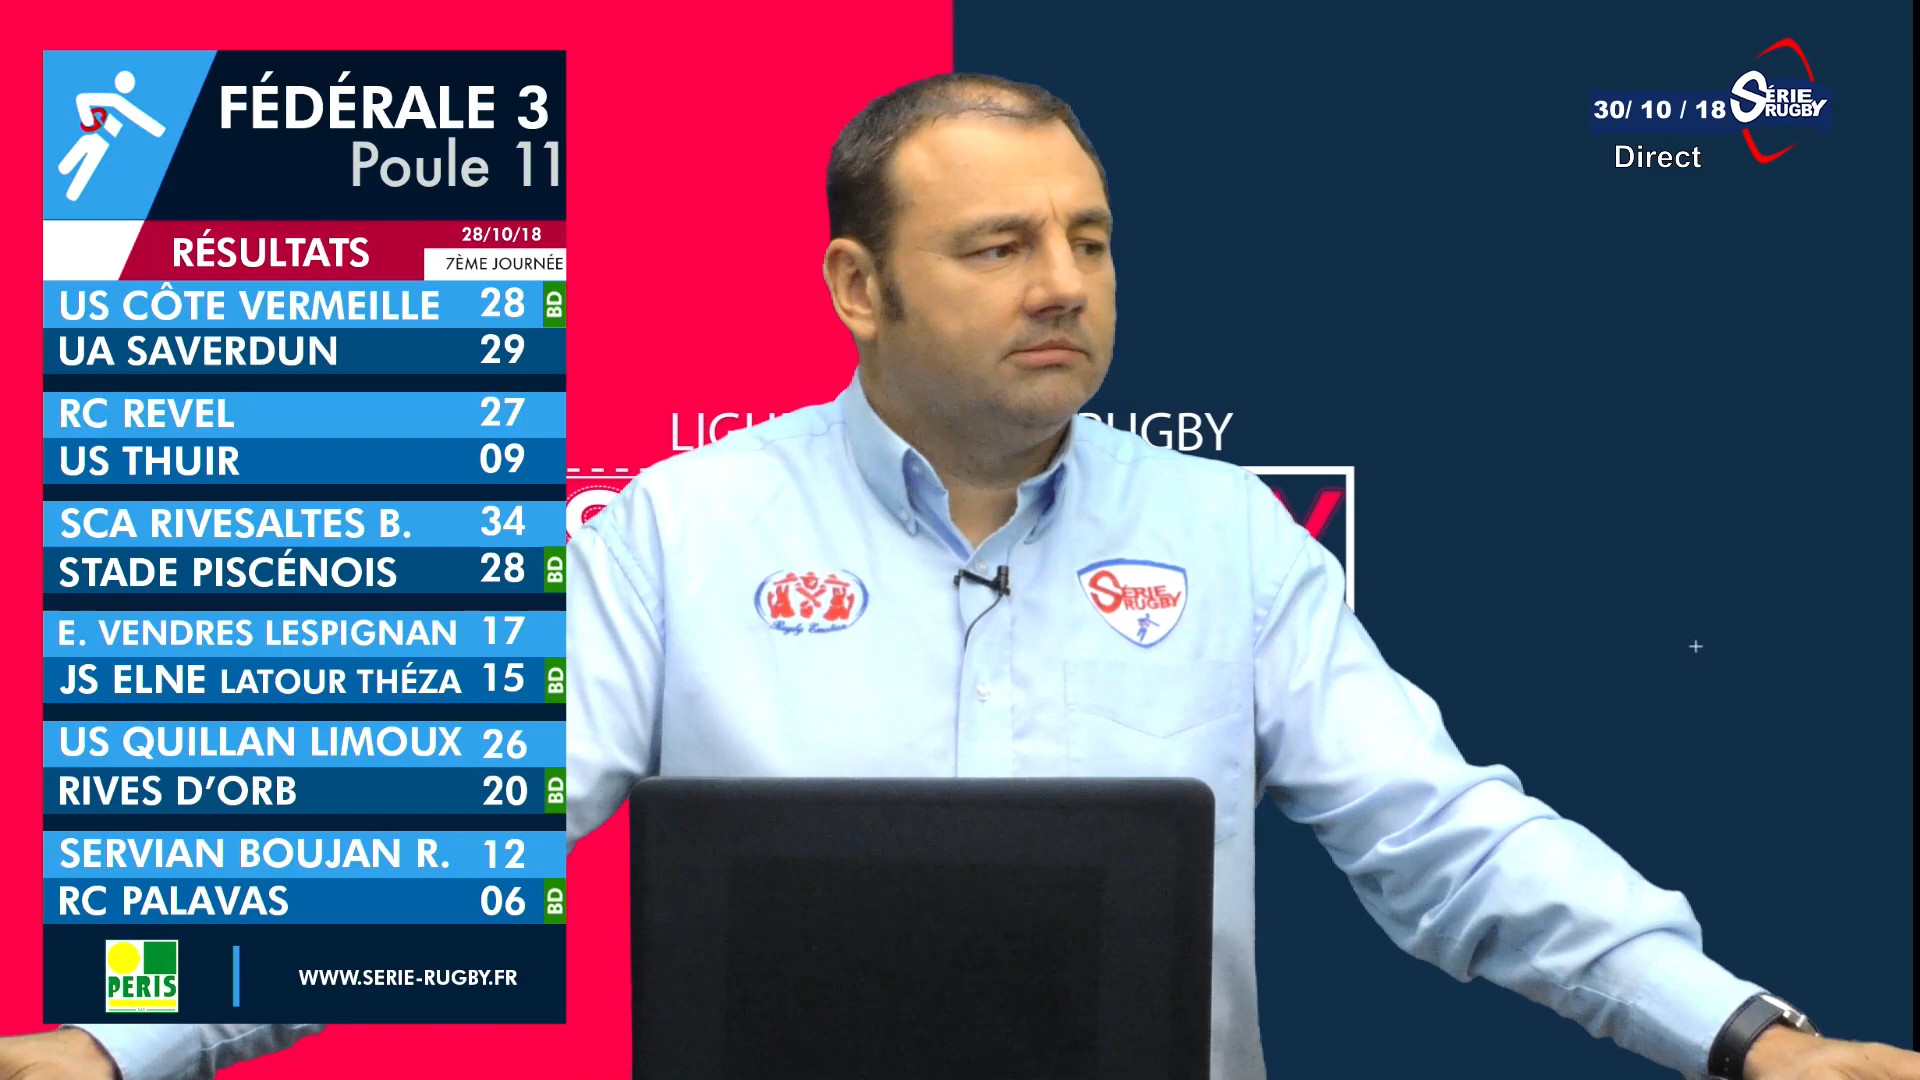 FÉDÉRALE 3
Poule 11
RÉSULTATS
28/10/18
7ÈME JOURNÉE
US CÔTE VERMEILLE 28 BD
UA SAVERDUN 29
RC REVEL 27
US THUIR 09
SCA RIVESALTES B. 34
STADE PISCÉNOIS 28 BD
E. VENDRES LESPIGNAN 17
JS ELNE LATOUR THÉZA 15 BD
US QUILLAN LIMOUX 26
RIVES D'ORB 20 BD
SERVIAN BOUJAN R. 12
RC PALAVAS 06 BD
PERIS
WWW.SERIE-RUGBY.FR
30/ 10 / 18
SÉRIE
RUGBY
Direct
RUGBY
Rugby Emotion
SÉRIE
RUGBY